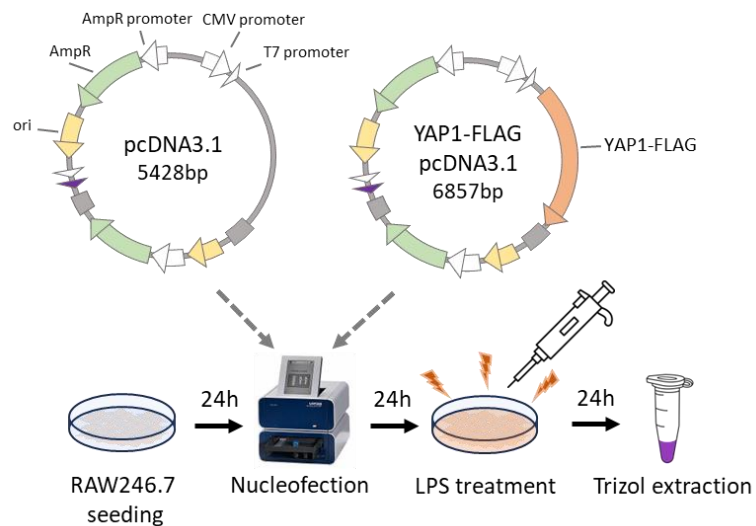 AmpR promoter
CMV promoter
AmpR
T7 promoter
ori
pcDNA3.1
5428bp
YAP1-FLAG
pcDNA3.1
6857bp
YAP1-FLAG
24h
24h
24h
RAW246.7
seeding
Nucleofection
LPS treatment
Trizol extraction